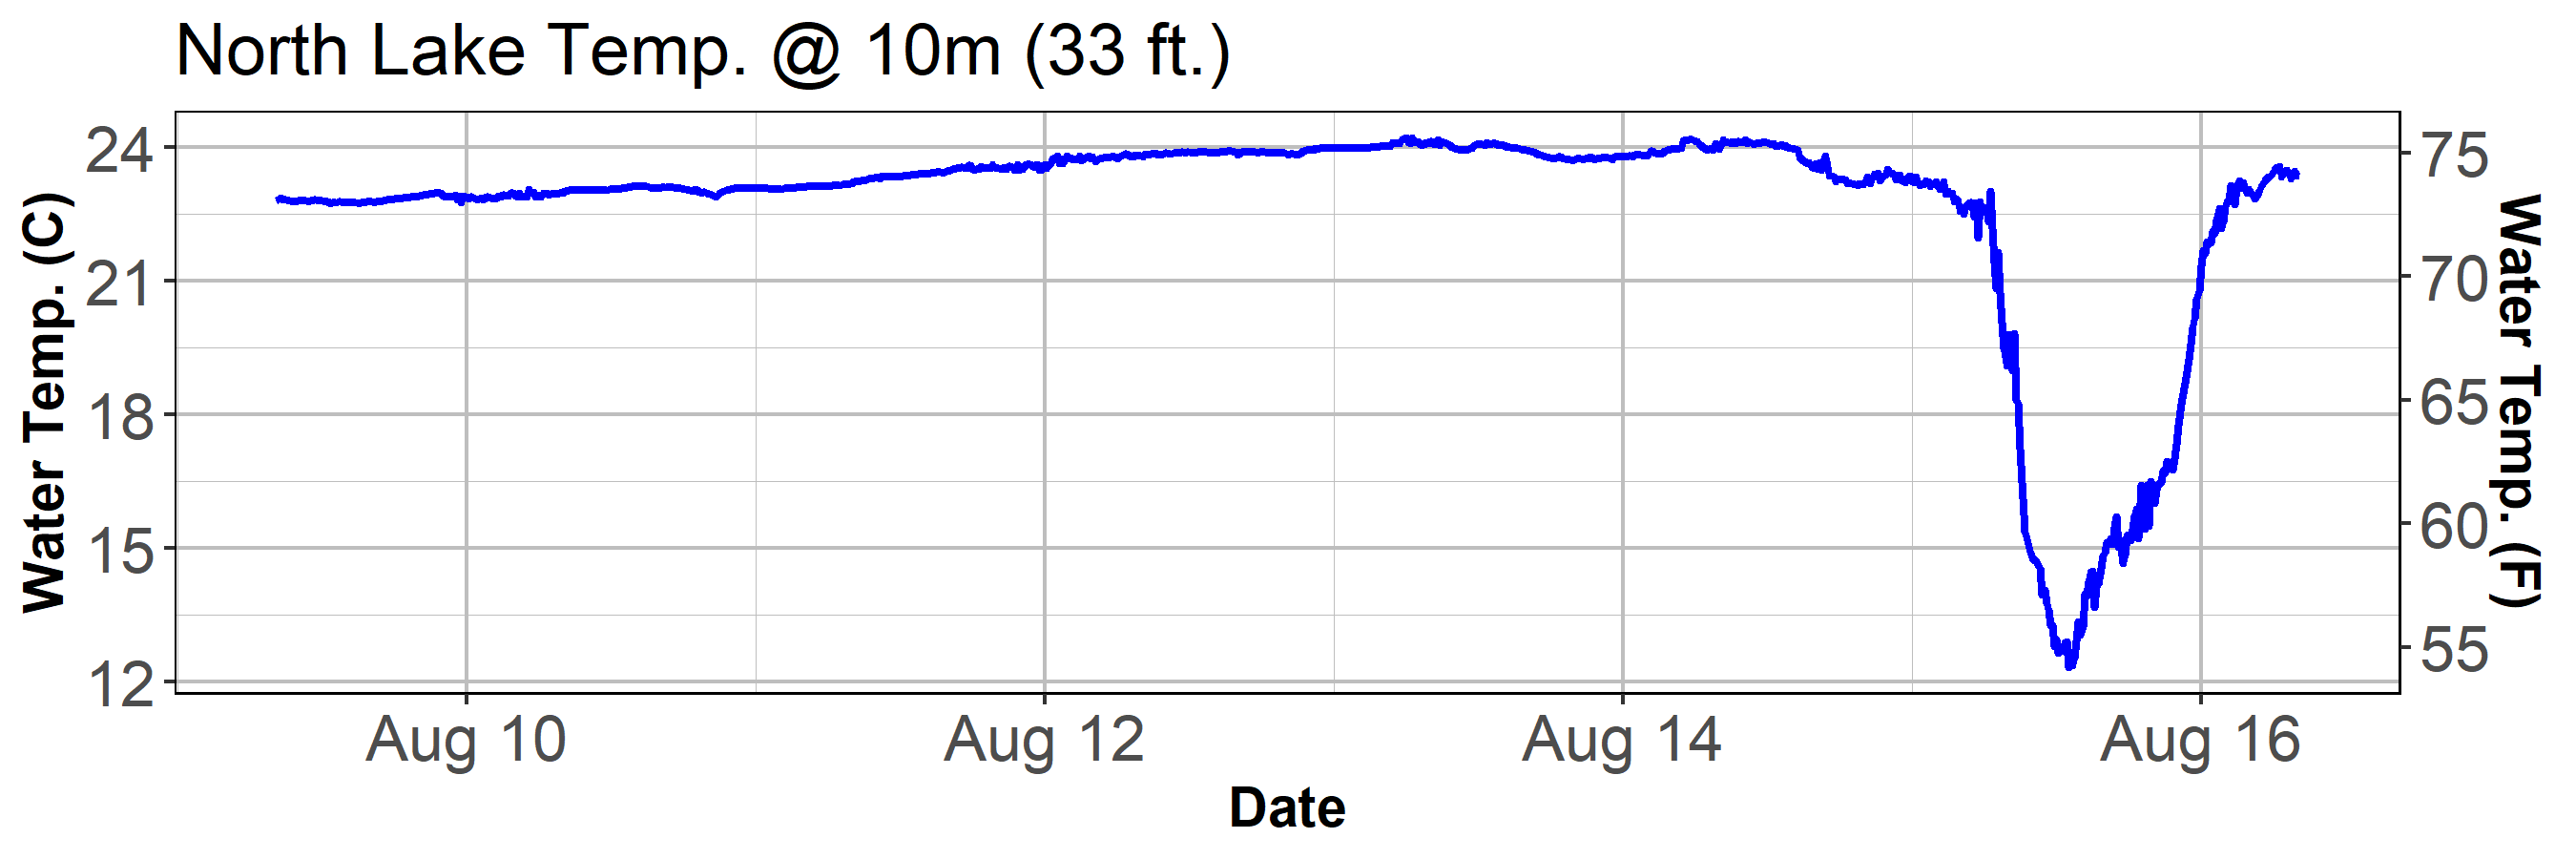 North Lake Temp. @ 10m (33 ft.)
Water Temp. (C)
24
21
18
15
12
75
70
65
60
55
Water Temp. (F)
Aug 10
Aug 12
Aug 14
Aug 16
Date